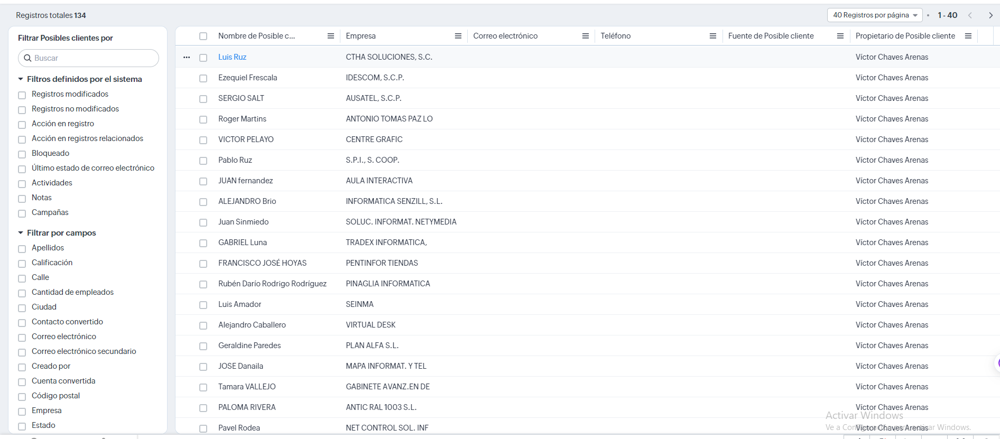 Registros totales 134
40 Registros por página
1 - 40
Filtrar Posibles clientes por
Buscar
Filtros definidos por el sistema
Registros modificados
Registros no modificados
Acción en registro
Acción en registros relacionados
Bloqueado
Último estado de correo electrónico
Actividades
Notas
Campañas
Filtrar por campos
Apellidos
Calificación
Calle
Cantidad de empleados
Ciudad
Contacto convertido
Correo electrónico
Correo electrónico secundario
Creado por
Cuenta convertida
Código postal
Empresa
Estado
Nombre de Posible c... Empresa Correo electrónico Teléfono Fuente de Posible cliente Propietario de Posible cliente
Luis Ruz CTHA SOLUCIONES, S.C. Víctor Chaves Arenas
Ezequiel Frescala IDESCOM, S.C.P. Víctor Chaves Arenas
SERGIO SALT AUSATEL, S.C.P. Víctor Chaves Arenas
Roger Martins ANTONIO TOMAS PAZ LO Víctor Chaves Arenas
VICTOR PELAYO CENTRE GRAFIC Víctor Chaves Arenas
Pablo Ruz S.P.I., S. COOP. Víctor Chaves Arenas
JUAN fernandez AULA INTERACTIVA Víctor Chaves Arenas
ALEJANDRO Brio INFORMATICA SENZILL, S.L. Víctor Chaves Arenas
Juan Sinmiedo SOLUC. INFORMAT. NETYMEDIA Víctor Chaves Arenas
GABRIEL Luna TRADEX INFORMATICA, Víctor Chaves Arenas
FRANCISCO JOSÉ HOYAS PENTINFOR TIENDAS Víctor Chaves Arenas
Rubén Darío Rodrigo Rodríguez PINAGLIA INFORMATICA Víctor Chaves Arenas
Luis Amador SEINMA Víctor Chaves Arenas
Alejandro Caballero VIRTUAL DESK Víctor Chaves Arenas
Geraldine Paredes PLAN ALFA S.L. Víctor Chaves Arenas
JOSE Danaila MAPA INFORMAT. Y TEL Víctor Chaves Arenas
Tamara VALLEJO GABINETE AVANZ.EN DE Víctor Chaves Arenas
PALOMA RIVERA ANTIC RAL 1003 S.L. Víctor Chaves Arenas
Pavel Rodea NET CONTROL SOL. INF Víctor Chaves Arenas
Activar Windows
Ve a Configuración para activar Windows.